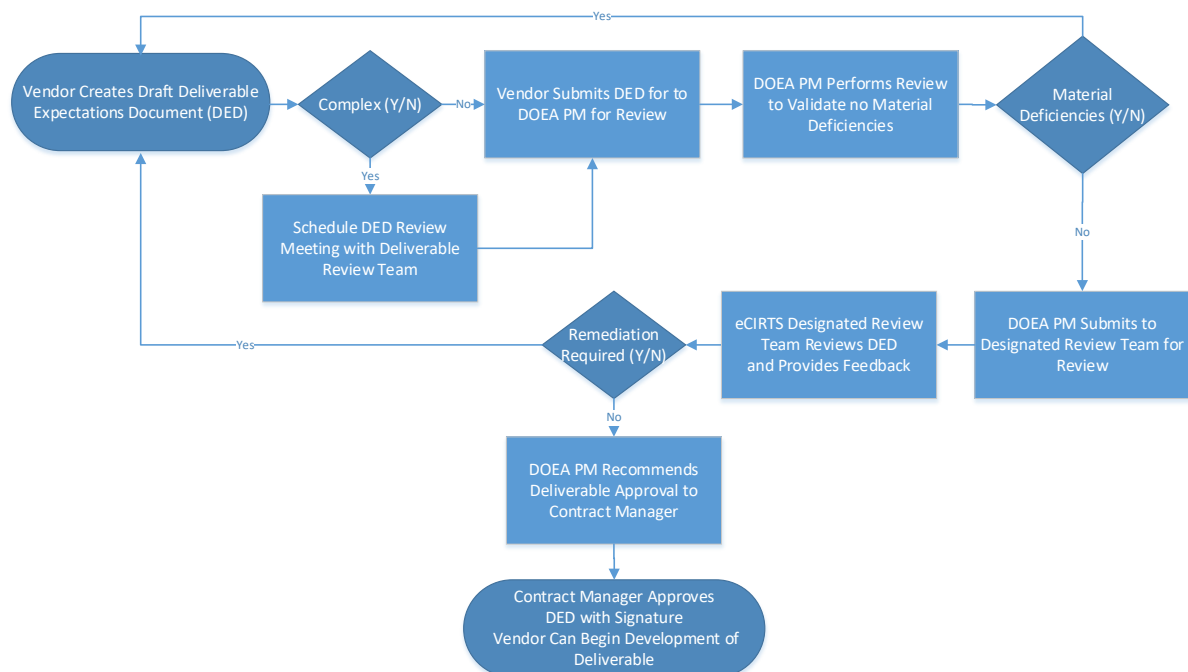 Yes
Vendor Creates Draft Deliverable
Expectations Document (DED)
Complex (Y/N)
No
Vendor Submits DED for to
DOEA PM for Review
DOEA PM Performs Review
to Validate no Material
Deficiencies
Material
Deficiencies (Y/N)
Yes
Schedule DED Review
Meeting with Deliverable
Review Team
No
DOEA PM Submits to
Designated Review Team for
Review
eCIRTS Designated Review
Team Reviews DED
and Provides Feedback
Remediation
Required (Y/N)
Yes
No
DOEA PM Recommends
Deliverable Approval to
Contract Manager
Contract Manager Approves
DED with Signature
Vendor Can Begin Development of
Deliverable